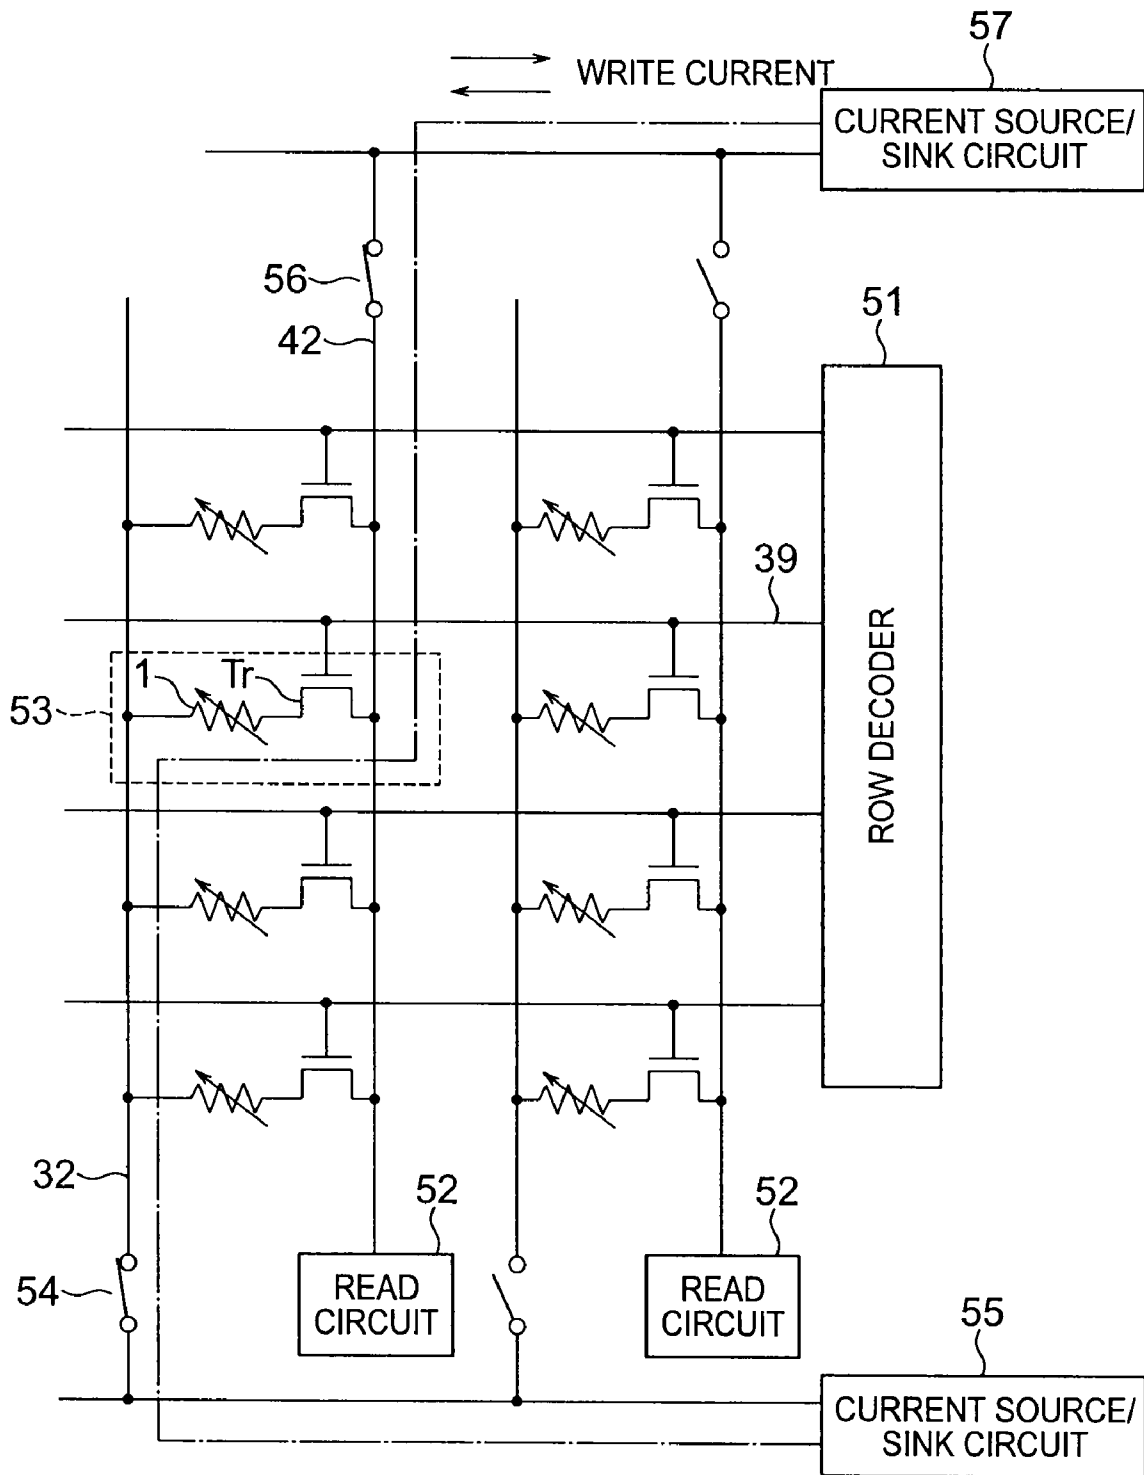 57
WRITE CURRENT
CURRENT SOURCE/
SINK CIRCUIT
56
42
51
39
ROW DECODER
1
Tr
53
32
52
52
54
READ
CIRCUIT
READ
CIRCUIT
55
CURRENT SOURCE/
SINK CIRCUIT